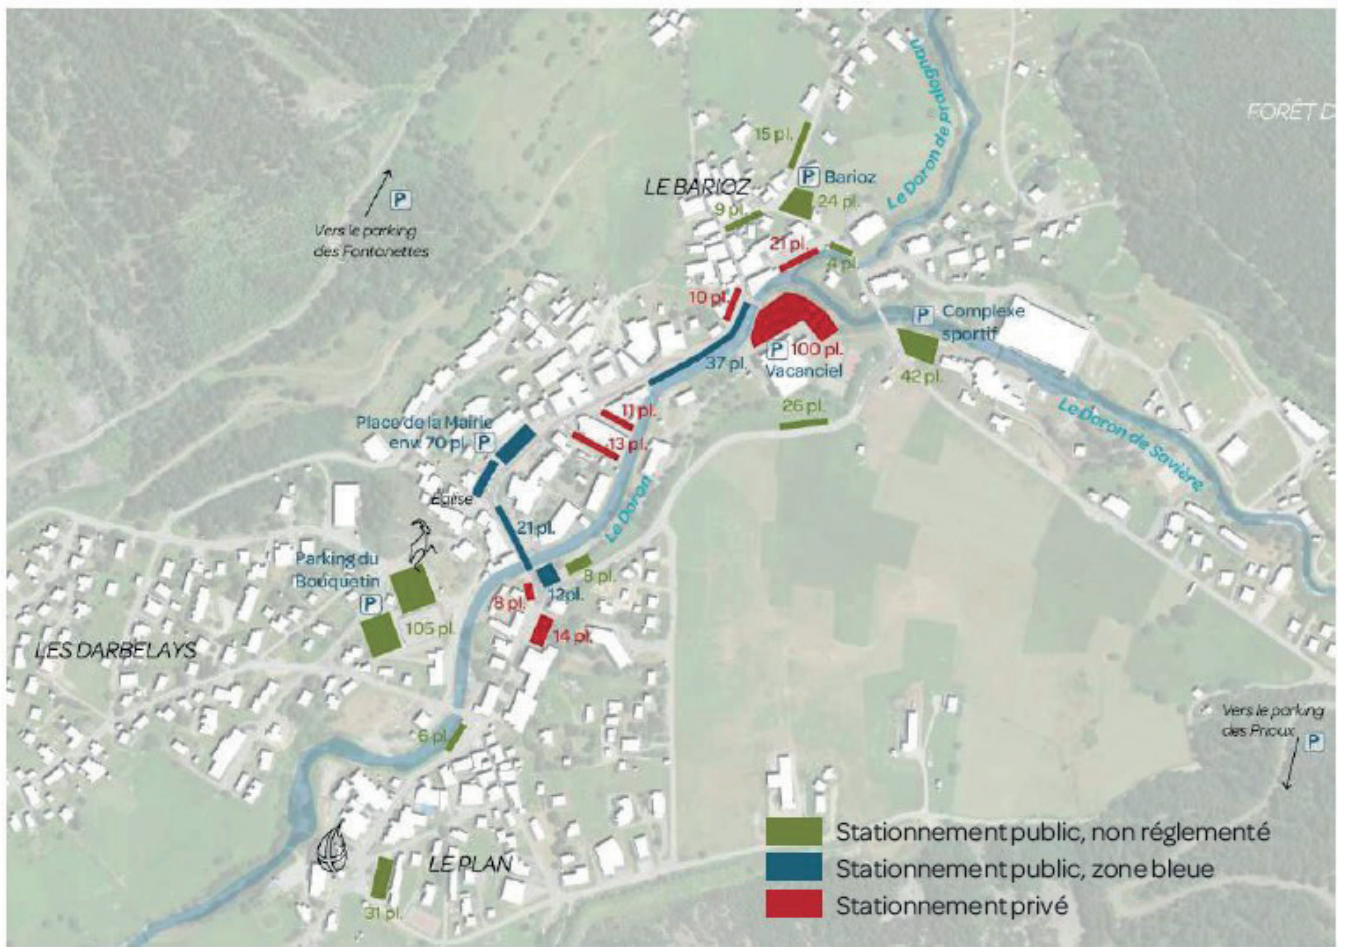 Le Doron de pralognan
FORÊT D
15 pl.
P Barioz
LE BARIOZ
24 pl.
P
9 pl.
Vers le parking
des Fontanettes
21 pl.
4 pl.
10 pl.
P Complexe
sportif
37 pl.
P 100 pl.
Vacanciel
42 pl.
26 pl.
11 pl.
Place de la Mairie
env. 70 pl. P
13 pl.
Le Doron de Savière
Église
Le Doron
21 pl.
Parking du
Bouquetin
P
8 pl.
12pl.
8 pl.
105 pl.
14 pl.
LES DARBELAYS
Vers le parking
des Prioux P
6 pl.
Stationnement public, non réglementé
LE PLAN
Stationnement public, zone bleue
Stationnement privé
31 pl.